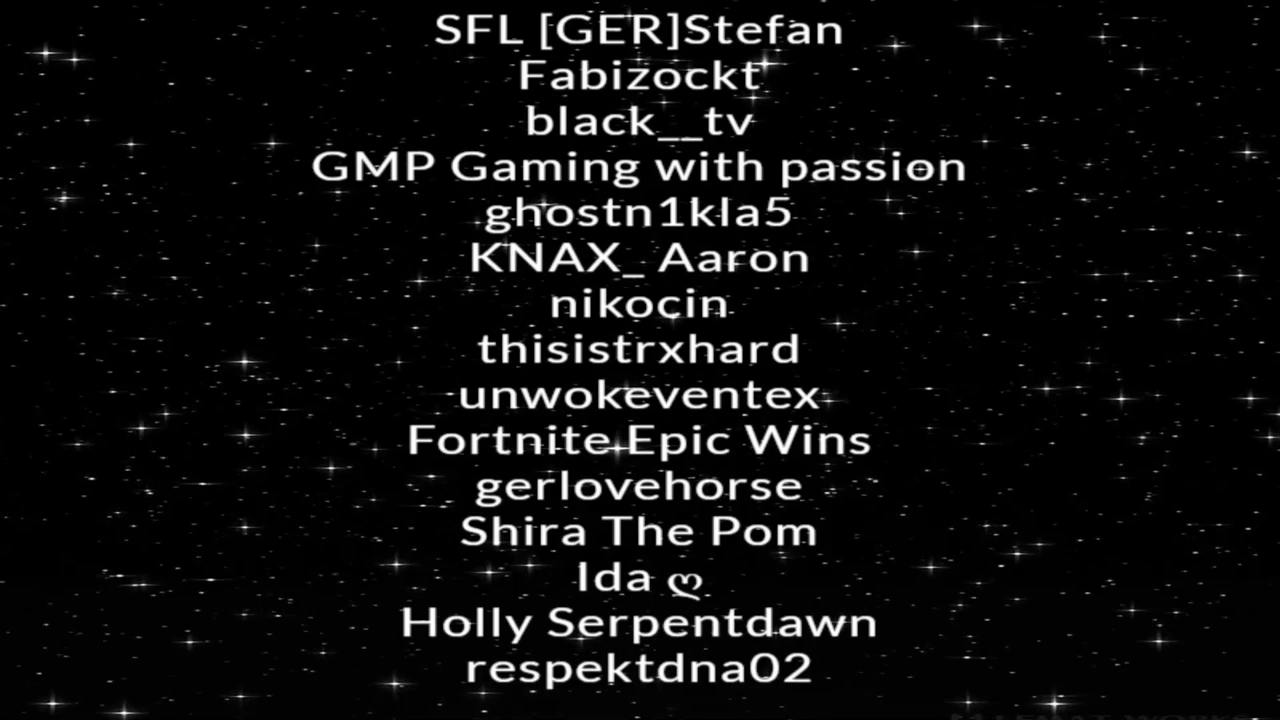 SFL [GER]Stefan
Fabizockt
black__tv
GMP Gaming with passion
ghostn1kla5
KNAX_ Aaron
nikocin
thisistrxhard
unwokeventex
Fortnite Epic Wins
gerlovehorse
Shira The Pom
Ida ღ
Holly Serpentdawn
respektdna02